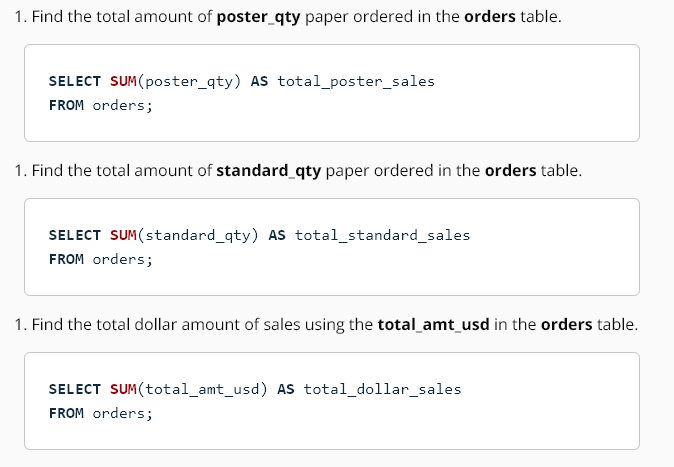 1. Find the total amount of poster_qty paper ordered in the orders table.
SELECT SUM(poster_qty) AS total_poster_sales
FROM orders;
1. Find the total amount of standard_qty paper ordered in the orders table.
SELECT SUM(standard_qty) AS total_standard_sales
FROM orders;
1. Find the total dollar amount of sales using the total_amt_usd in the orders table.
SELECT SUM(total_amt_usd) AS total_dollar_sales
FROM orders;